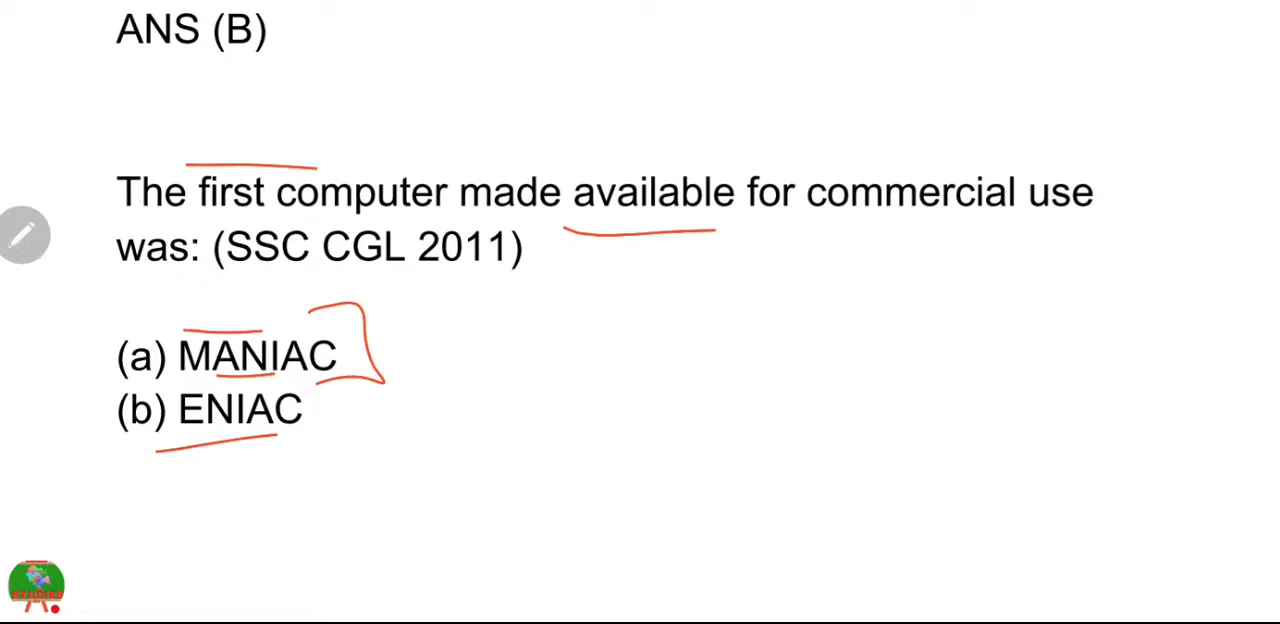 ANS (B)
The first computer made available for commercial use
was: (SSC CGL 2011)
(a) MANIAC
(b) ENIAC